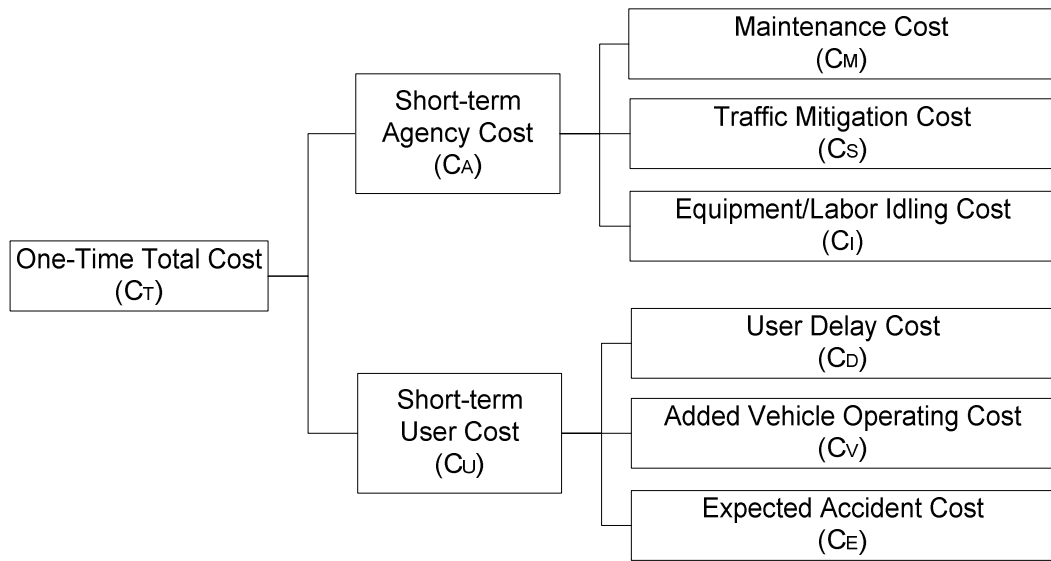 One-Time Total Cost
(CT)
Short-term
Agency Cost
(CA)
Maintenance Cost
(CM)
Traffic Mitigation Cost
(CS)
Equipment/Labor Idling Cost
(CI)
Short-term
User Cost
(CU)
User Delay Cost
(CD)
Added Vehicle Operating Cost
(CV)
Expected Accident Cost
(CE)